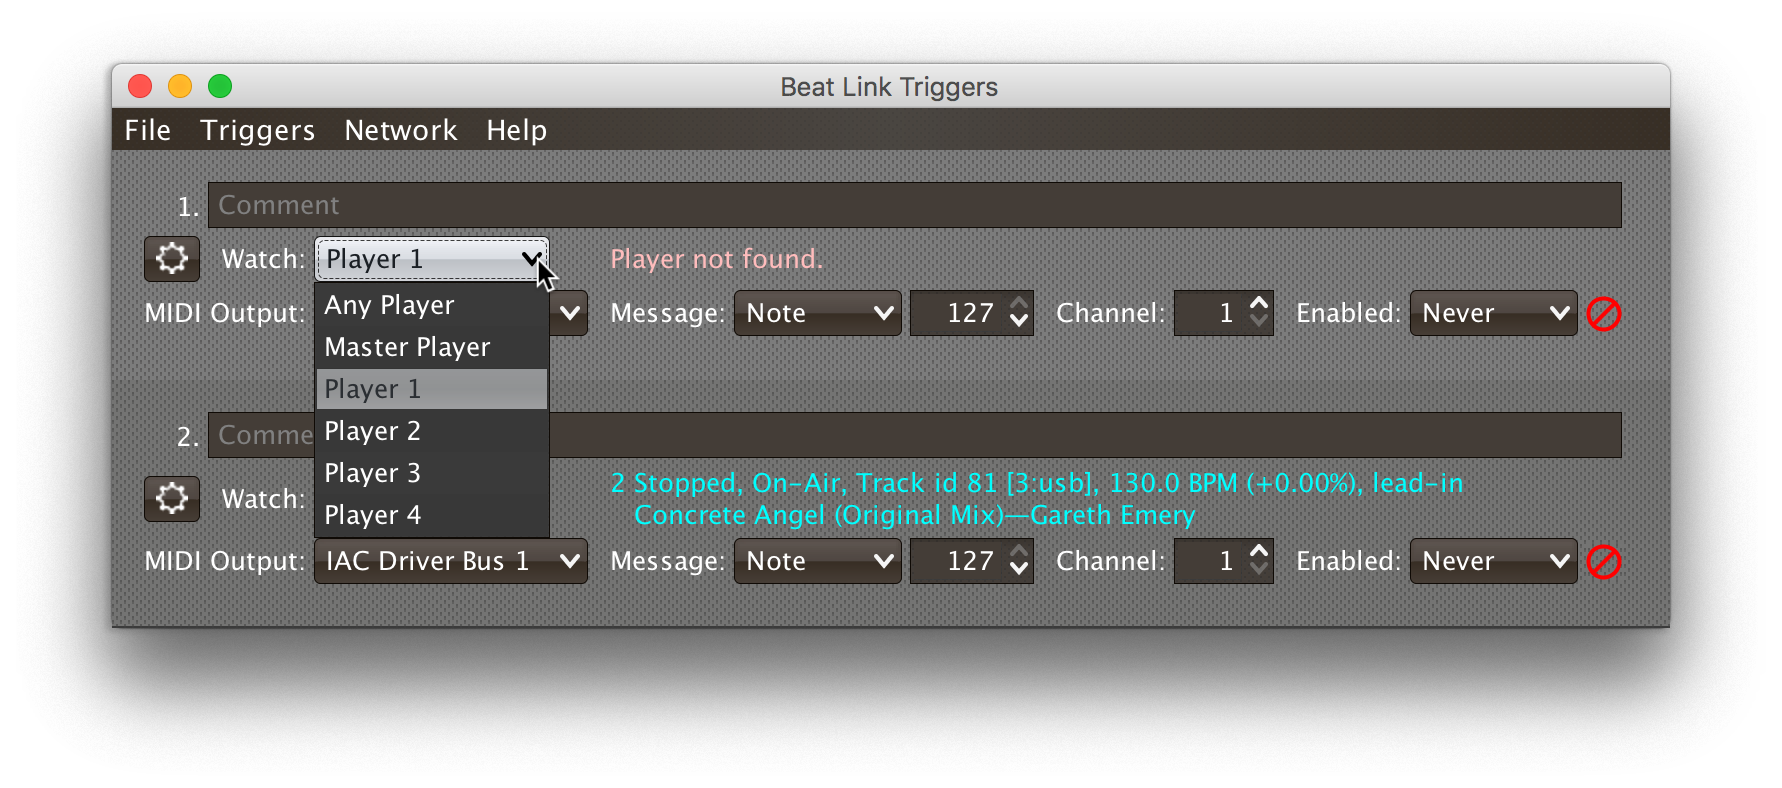 Beat Link Triggers
File Triggers Network Help
1. Comment
Watch: Player 1 Player not found.
Any Player
Master Player
Player 1
Player 2
Player 3
Player 4
MIDI Output: Message: Note 127 Channel: 1 Enabled: Never
2. Comme
Watch: 2 Stopped, On-Air, Track id 81 [3:usb], 130.0 BPM (+0.00%), lead-in
Concrete Angel (Original Mix)—Gareth Emery
MIDI Output: IAC Driver Bus 1 Message: Note 127 Channel: 1 Enabled: Never